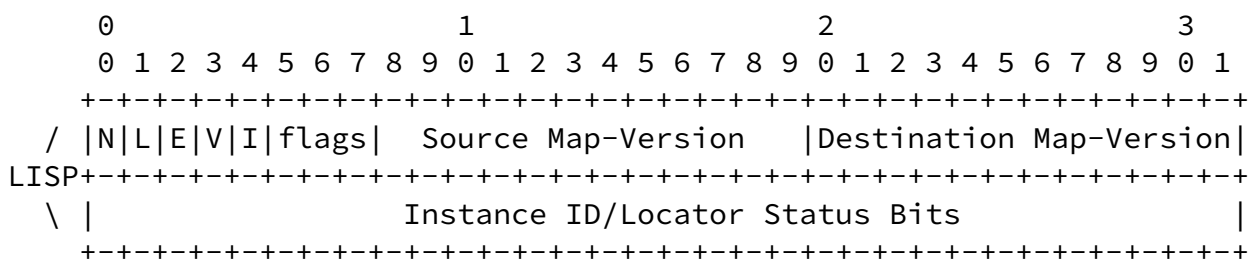 0                   1                   2                   3
     0 1 2 3 4 5 6 7 8 9 0 1 2 3 4 5 6 7 8 9 0 1 2 3 4 5 6 7 8 9 0 1
    +-+-+-+-+-+-+-+-+-+-+-+-+-+-+-+-+-+-+-+-+-+-+-+-+-+-+-+-+-+-+-+-+
  / |N|L|E|V|I|flags|  Source Map-Version   |Destination Map-Version|
LISP+-+-+-+-+-+-+-+-+-+-+-+-+-+-+-+-+-+-+-+-+-+-+-+-+-+-+-+-+-+-+-+-+
  \ |                 Instance ID/Locator Status Bits               |
    +-+-+-+-+-+-+-+-+-+-+-+-+-+-+-+-+-+-+-+-+-+-+-+-+-+-+-+-+-+-+-+-+